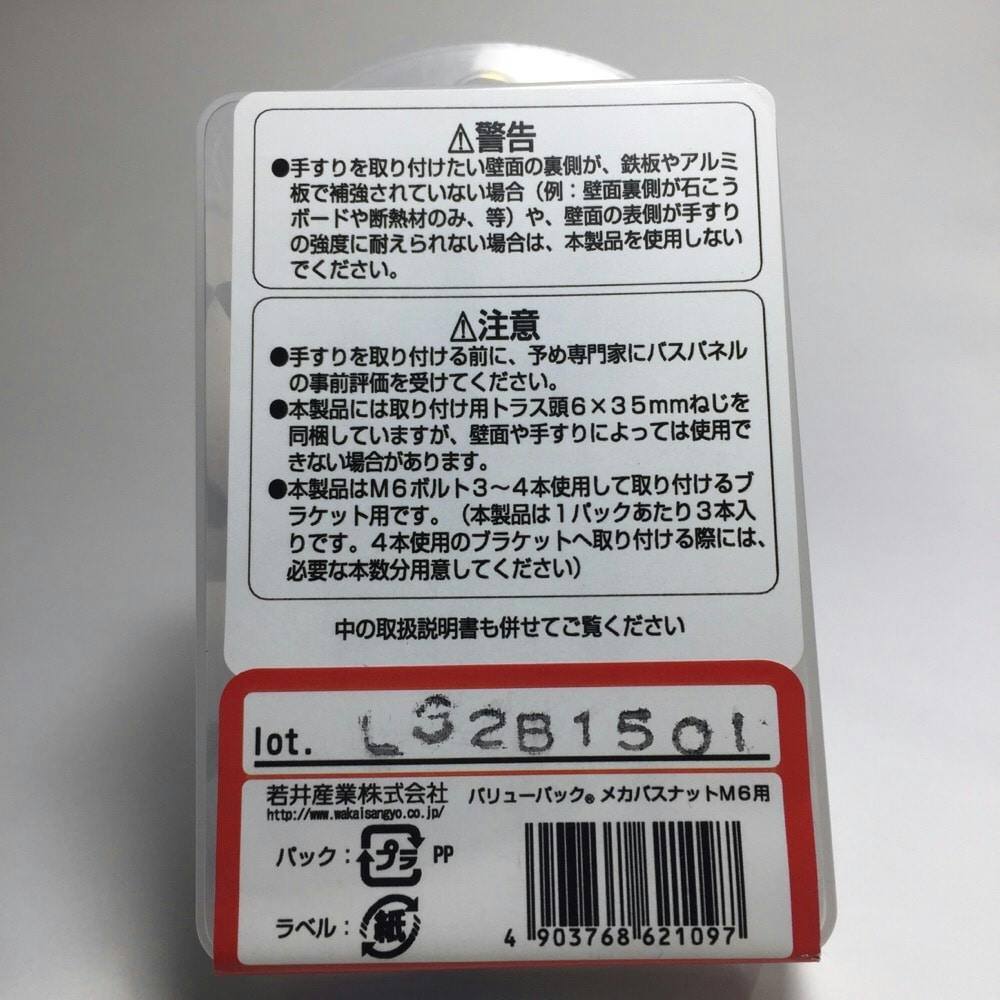 ⚠警告
●手すりを取り付けたい壁面の裏側が、鉄板やアルミ
板で補強されていない場合（例：壁面裏側が石こう
ボードや断熱材のみ、等）や、壁面の表側が手すり
の強度に耐えられない場合は、本製品を使用しない
でください。
⚠注意
●手すりを取り付ける前に、予め専門家にバスパネル
の事前評価を受けてください。
●本製品には取り付け用トラス頭6×35mmねじを
同梱していますが、壁面や手すりによっては使用で
きない場合があります。
●本製品はM6ボルト3～4本使用して取り付けるブ
ラケット用です。（本製品は1パックあたり3本入
りです。4本使用のブラケットへ取り付ける際には、
必要な本数分用意してください）
中の取扱説明書も併せてご覧ください
lot. L32B1501
若井産業株式会社 バリューパック® メカバスナットM6用
http://www.wakaisangyo.co.jp/
パック：プラ PP
ラベル：紙
4 903768 621097